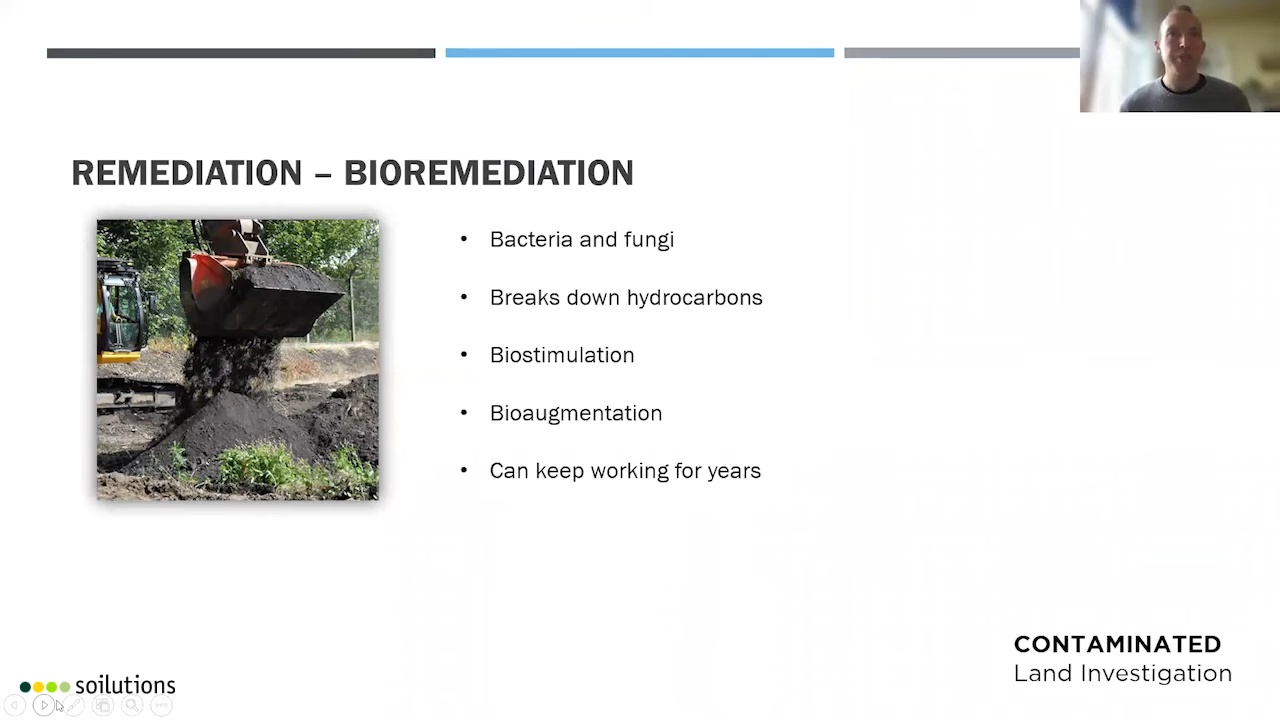 REMEDIATION – BIOREMEDIATION
• Bacteria and fungi
• Breaks down hydrocarbons
• Biostimulation
• Bioaugmentation
• Can keep working for years
CONTAMINATED
Land Investigation
soilutions